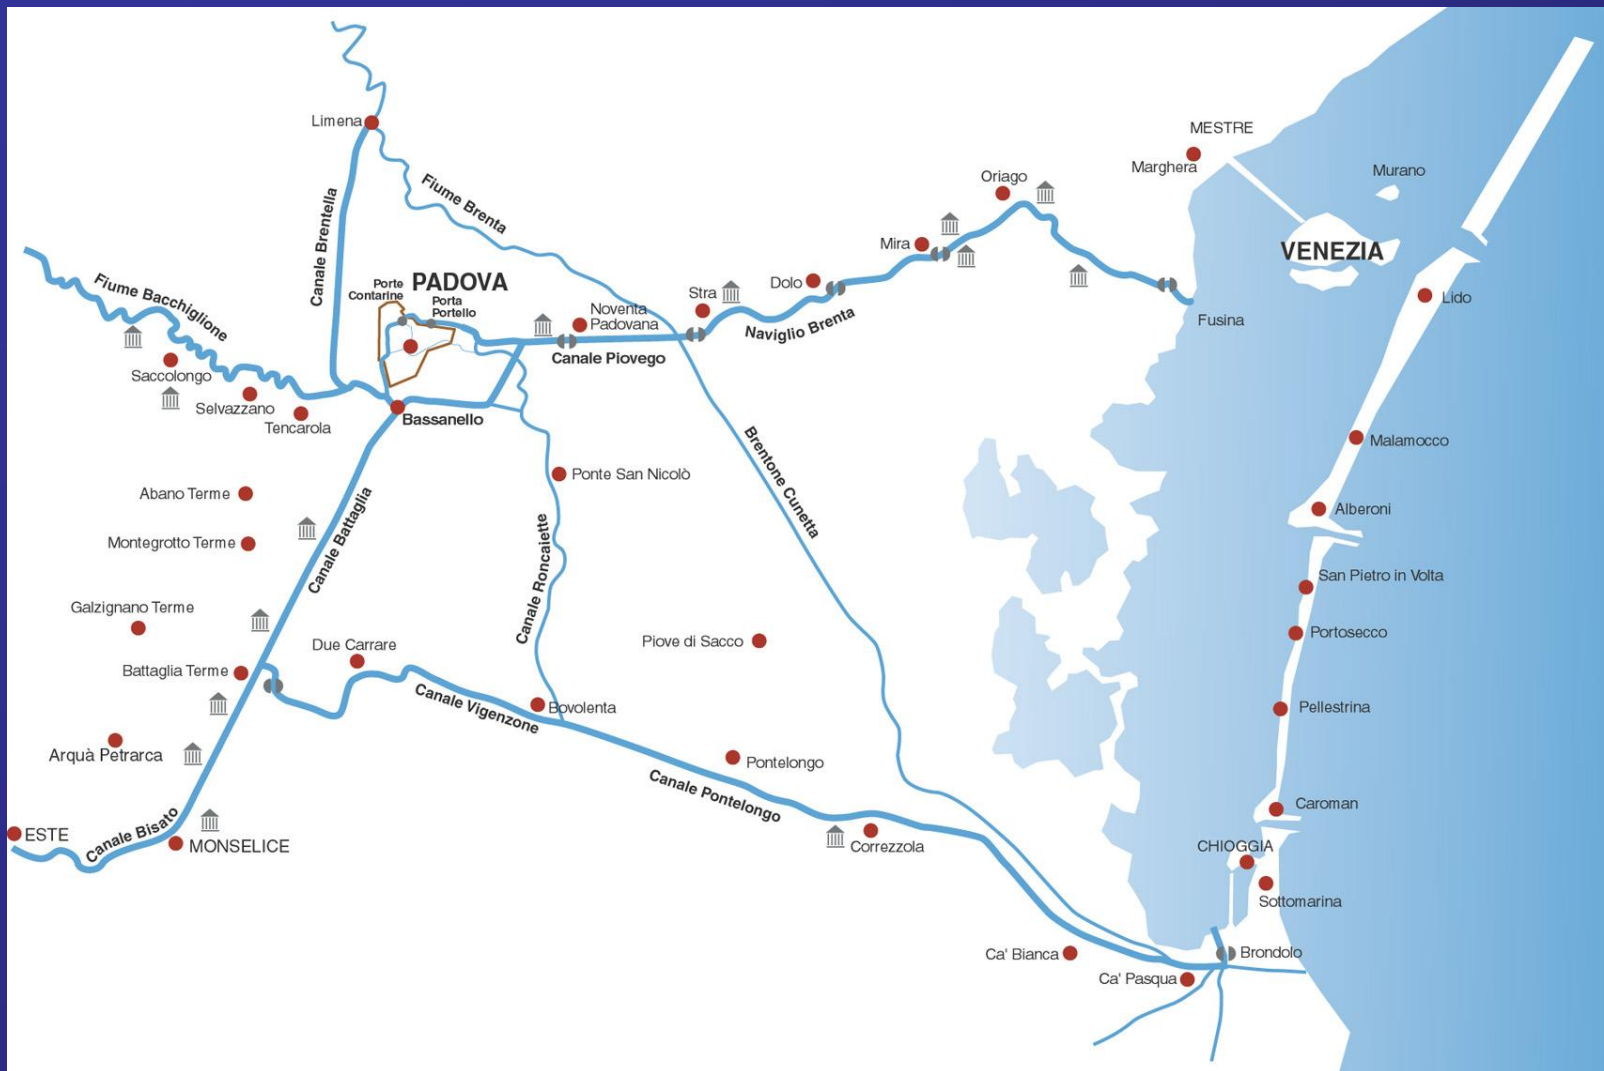 Limena
Fiume Brenta
MESTRE
Marghera
Murano
Oriago
Canale Brentella
Mira
VENEZIA
Fiume Bacchiglione
Porte
Contarine
PADOVA
Porta
Portello
Stra
Dolo
Lido
Noventa
Padovana
Naviglio Brenta
Fusina
Canale Piovego
Saccolongo
Selvazzano
Tencarola
Bassanello
Malamocco
Ponte San Nicolò
Brentone Cunetta
Abano Terme
Alberoni
Canale Battaglia
Montegrotto Terme
Canale Roncaiette
San Pietro in Volta
Galzignano Terme
Due Carrare
Piove di Sacco
Portosecco
Battaglia Terme
Canale Vigenzone
Bovolenta
Pellestrina
Arquà Petrarca
Pontelongo
Canale Pontelongo
Caroman
ESTE
Canale Bisato
MONSELICE
Correzzola
CHIOGGIA
Sottomarina
Ca' Bianca
Brondolo
Ca' Pasqua